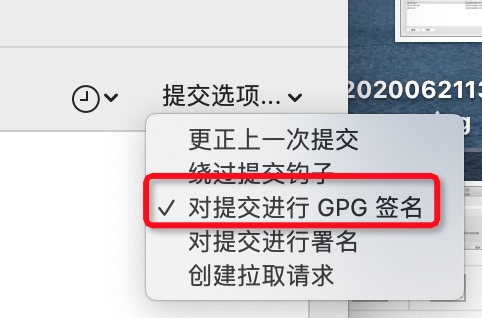 2020062113
ng
提交选项...
更正上一次提交
绕过提交钩子
对提交进行 GPG 签名
对提交进行署名
创建拉取请求